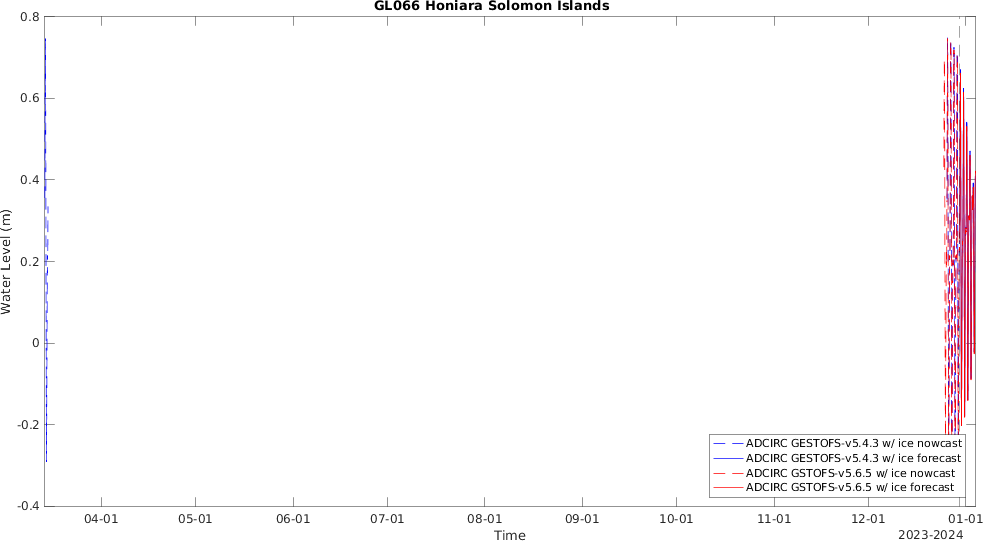 GL066 Honiara Solomon Islands
0.8
0.6
0.4
0.2
0
-0.2
-0.4
Water Level (m)
ADCIRC GESTOFS-v5.4.3 w/ ice nowcast
ADCIRC GESTOFS-v5.4.3 w/ ice forecast
ADCIRC GSTOFS-v5.6.5 w/ ice nowcast
ADCIRC GSTOFS-v5.6.5 w/ ice forecast
04-01 05-01 06-01 07-01 08-01 09-01 10-01 11-01 12-01 01-01
Time
2023-2024